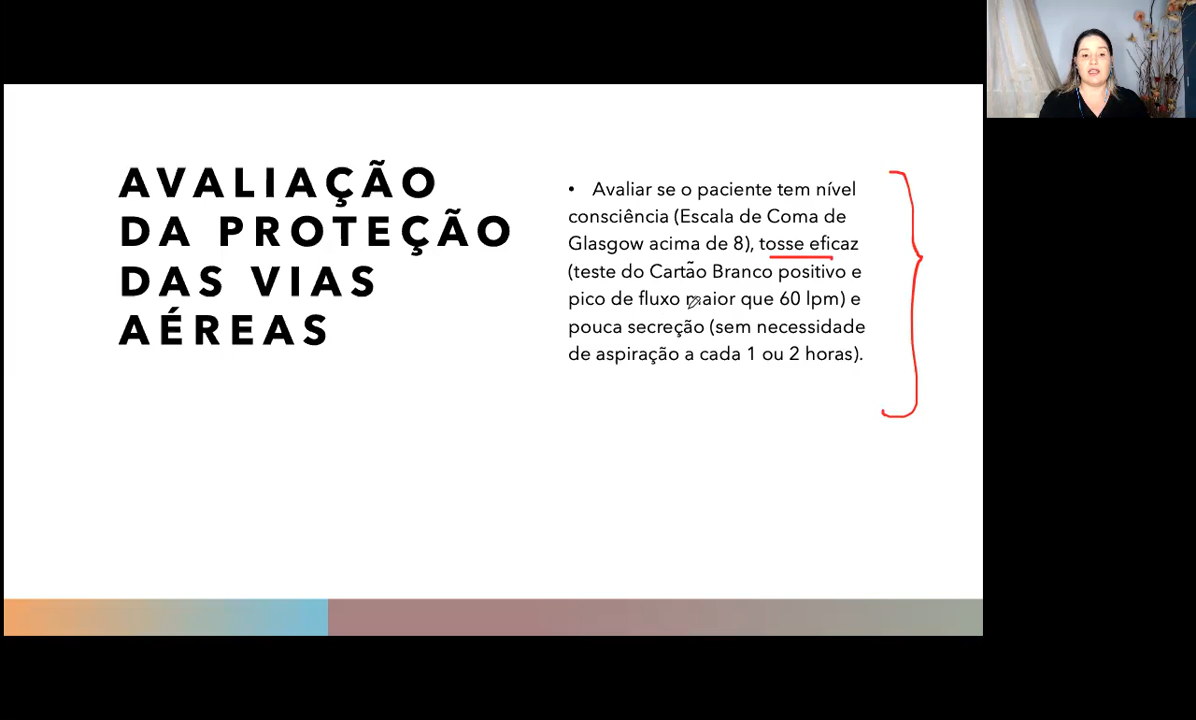 AVALIAÇÃO
DA PROTEÇÃO
DAS VIAS
AÉREAS
• Avaliar se o paciente tem nível
consciência (Escala de Coma de
Glasgow acima de 8), tosse eficaz
(teste do Cartão Branco positivo e
pico de fluxo maior que 60 lpm) e
pouca secreção (sem necessidade
de aspiração a cada 1 ou 2 horas).